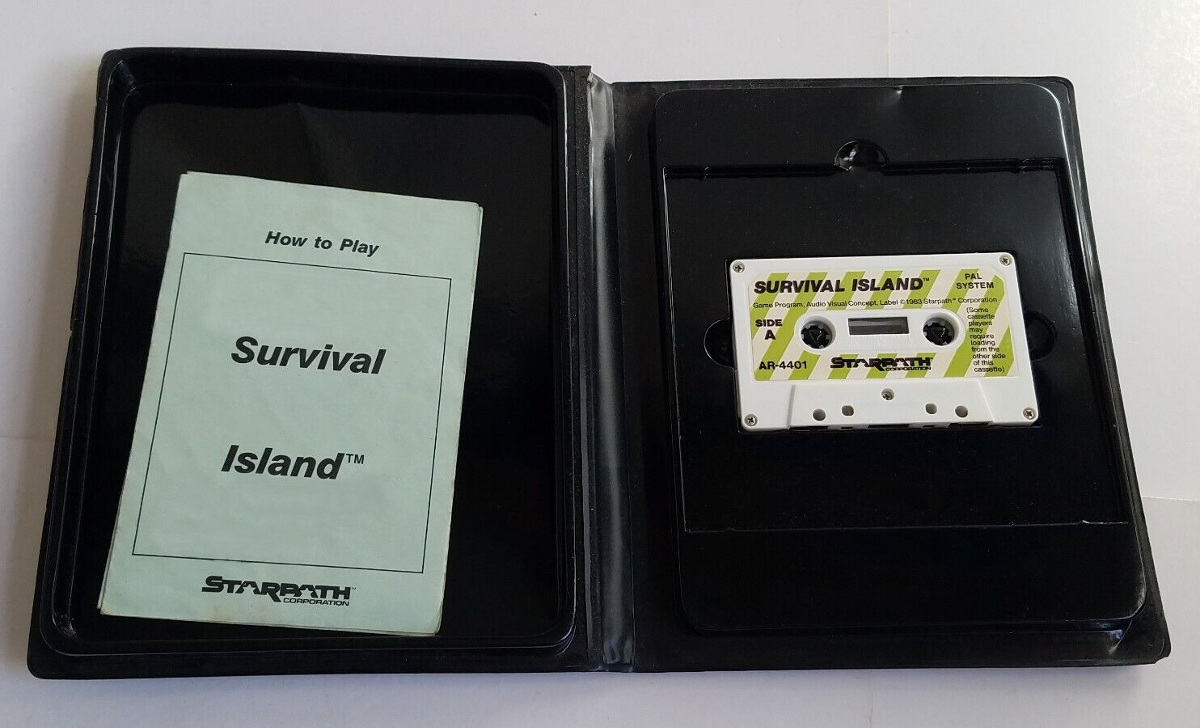 How to Play
Survival
Island™
STARPATH™
CORPORATION
SURVIVAL ISLAND™
PAL
SYSTEM
Game Program, Audio Visual Concept, Label ©1983 Starpath™ Corporation
SIDE
A
(Some
cassette
players
may
require
loading
from the
other side
of this
cassette)
AR-4401
STARPATH
CORPORATION